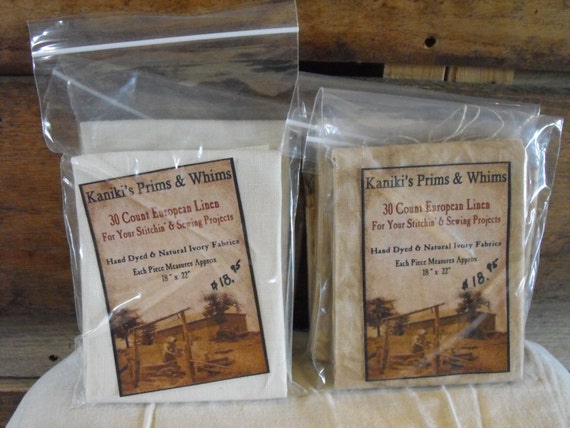 Kaniki's Prims & Whims
30 Count European Linen
For Your Stitchin' & Sewing Projects
Hand Dyed & Natural Ivory Fabrics
Each Piece Measures Approx
18" x 22"
$18.95
Kaniki's Prims & Whims
30 Count European Linen
For Your Stitchin' & Sewing Projects
Hand Dyed & Natural Ivory Fabrics
Each Piece Measures Approx
18" x 22"
$18.95